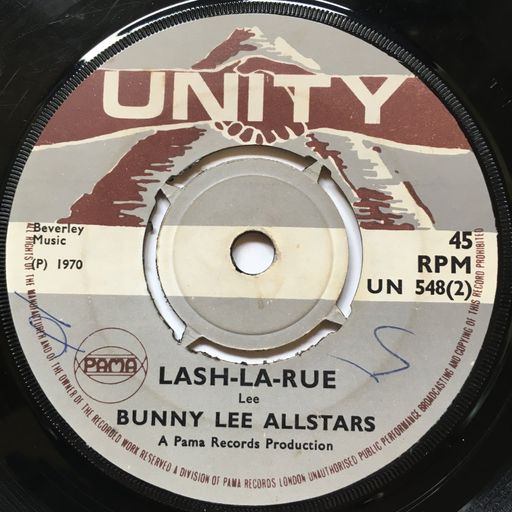 UNITY
Beverley
Music
(P) 1970
45
RPM
UN 548(2)
PAMA
LASH-LA-RUE
Lee
BUNNY LEE ALLSTARS
A Pama Records Production
ALL RIGHTS OF THE MANUFACTURER AND OF THE OWNER OF THE RECORDED WORK RESERVED A DIVISION OF PAMA RECORDS LONDON UNAUTHORISED PUBLIC PERFORMANCE BROADCASTING AND COPYING OF THIS RECORD PROHIBITED